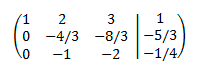 1 2 3 | 1
0 −4/3 −8/3 | −5/3
0 −1 −2 | −1/4